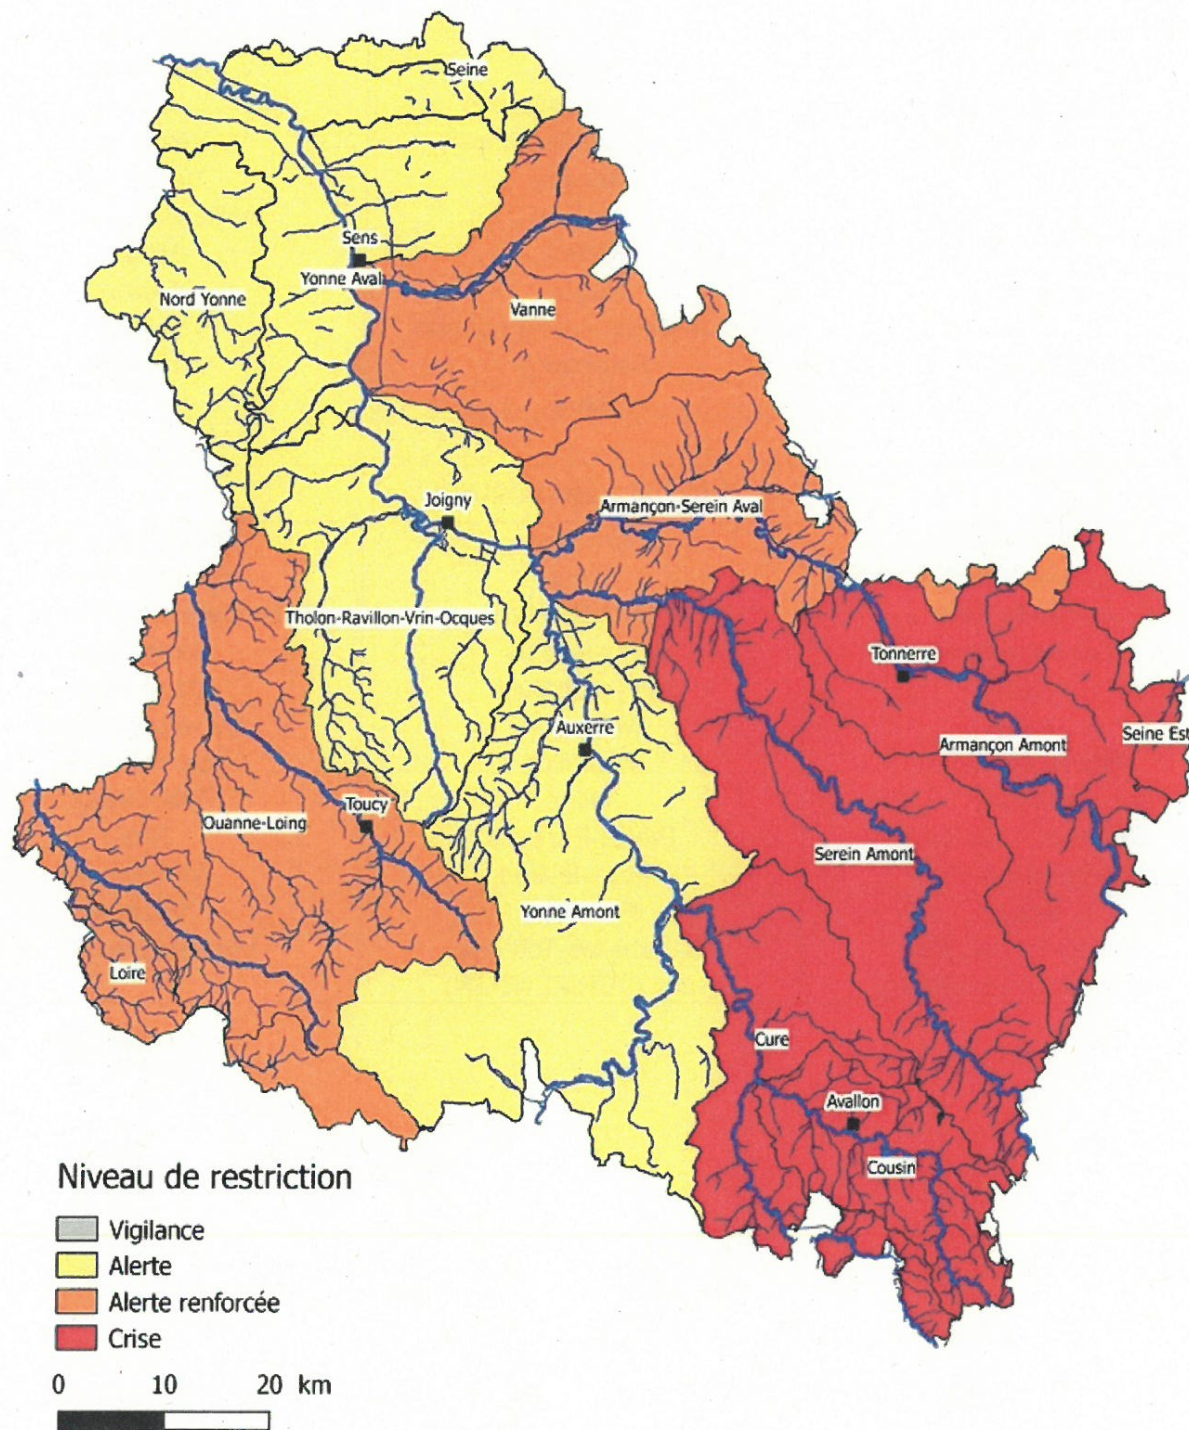 Seine
Sens
Yonne Aval
Nord Yonne
Vanne
Joigny
Armançon-Serein Aval
Tholon-Ravillon-Vrin-Ocques
Tonnerre
Auxerre
Seine Est
Armançon Amont
Toucy
Ouanne-Loing
Serein Amont
Yonne Amont
Loire
Cure
Avallon
Cousin
Niveau de restriction
Vigilance
Alerte
Alerte renforcée
Crise
0 10 20 km